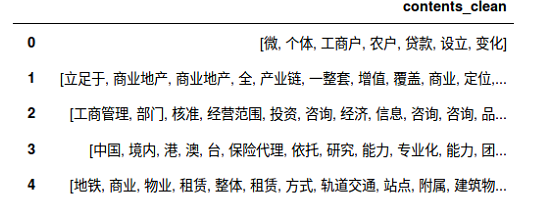 contents_clean
0 [微, 个体, 工商户, 农户, 贷款, 设立, 变化]
1 [立足于, 商业地产, 商业地产, 全, 产业链, 一整套, 增值, 覆盖, 商业, 定位,...
2 [工商管理, 部门, 核准, 经营范围, 投资, 咨询, 经济, 信息, 咨询, 咨询, 品...
3 [中国, 境内, 港, 澳, 台, 保险代理, 依托, 研究, 能力, 专业化, 能力, 团...
4 [地铁, 商业, 物业, 租赁, 整体, 租赁, 方式, 轨道交通, 站点, 附属, 建筑物...